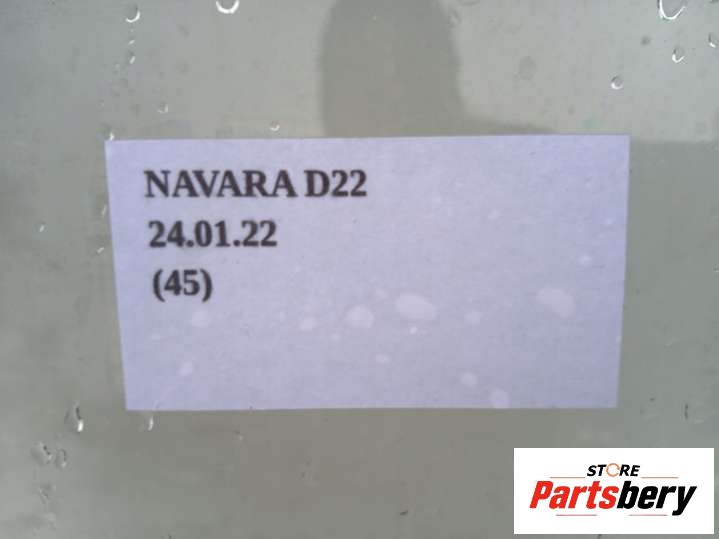 NAVARA D22
24.01.22
(45)
STORE
Partsbery